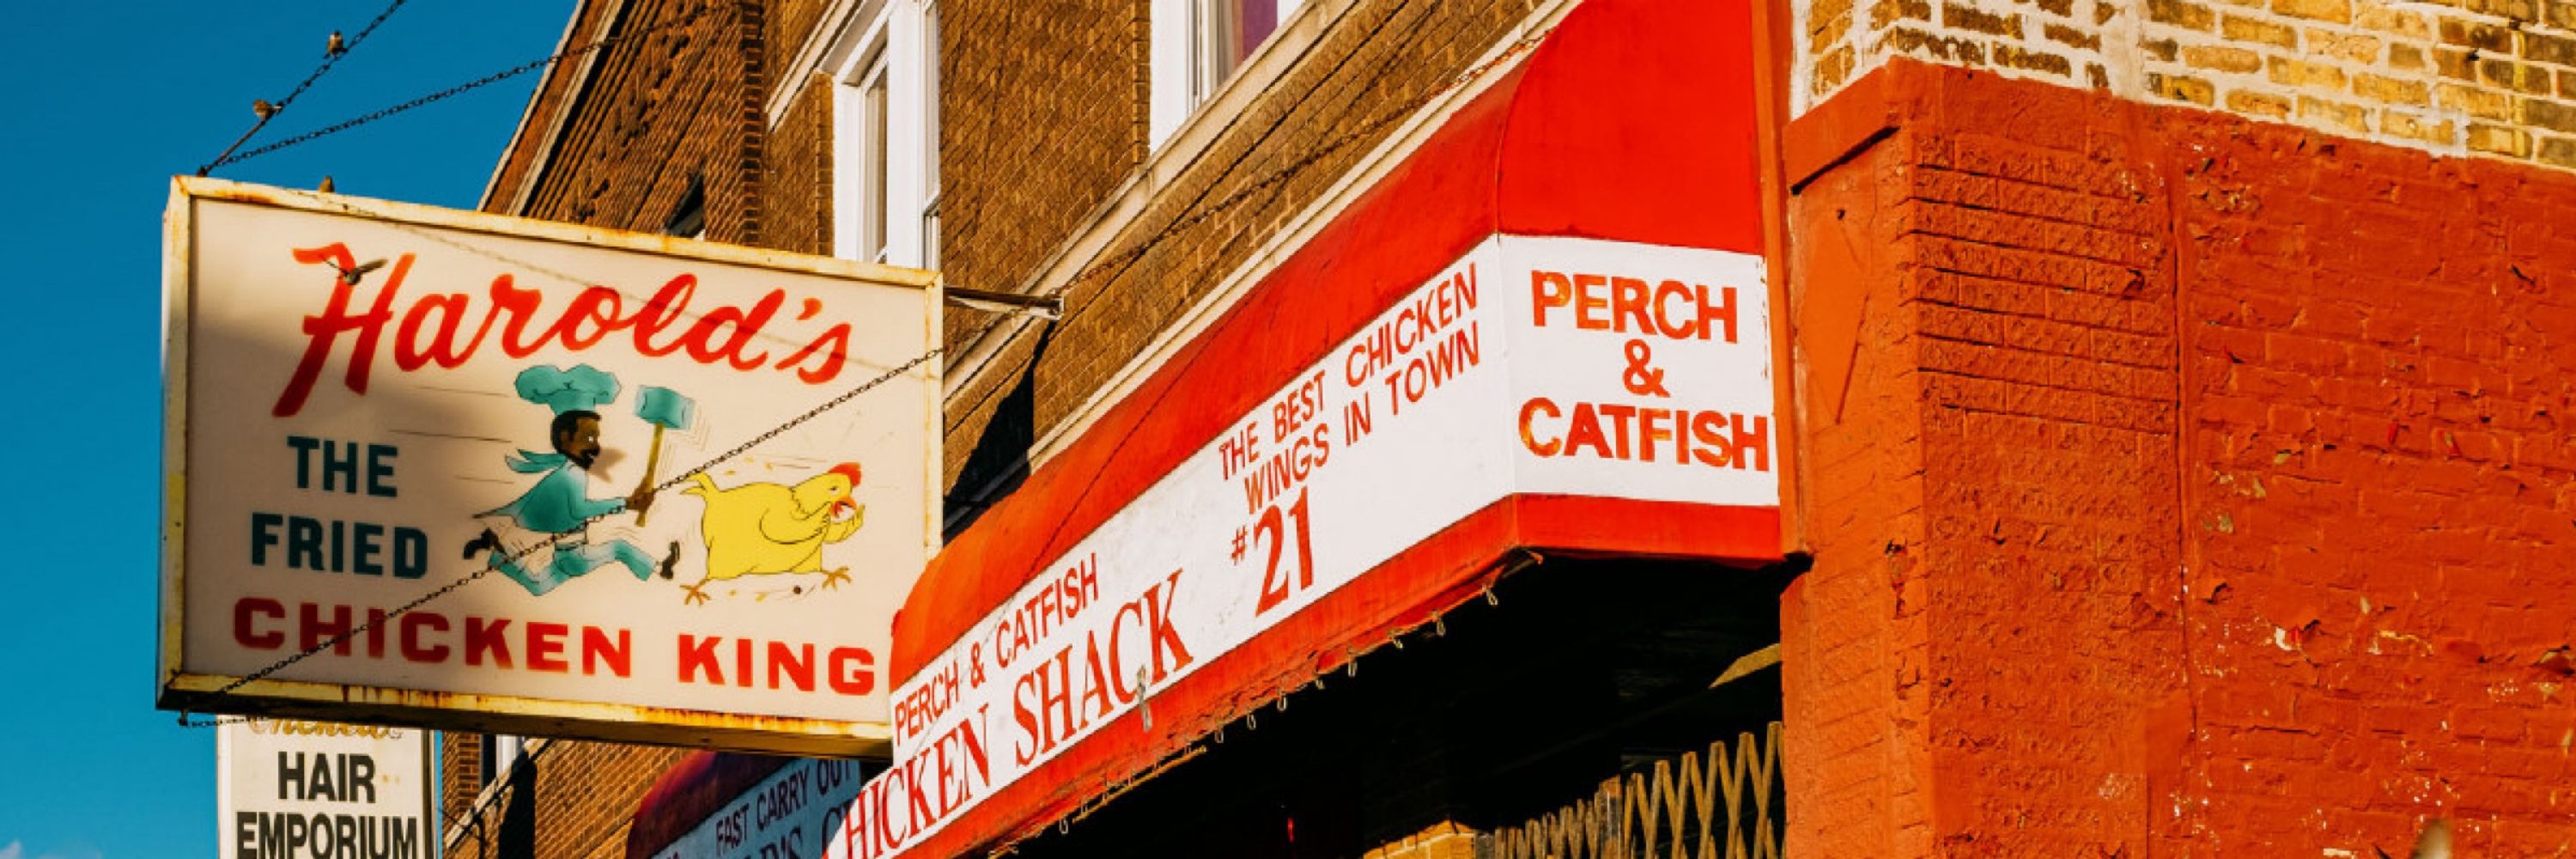 Harold's
THE
FRIED
CHICKEN KING
HAIR
EMPORIUM
FAST CARRY OUT
PERCH & CATFISH
CHICKEN SHACK #21
THE BEST CHICKEN
WINGS IN TOWN
PERCH
&
CATFISH